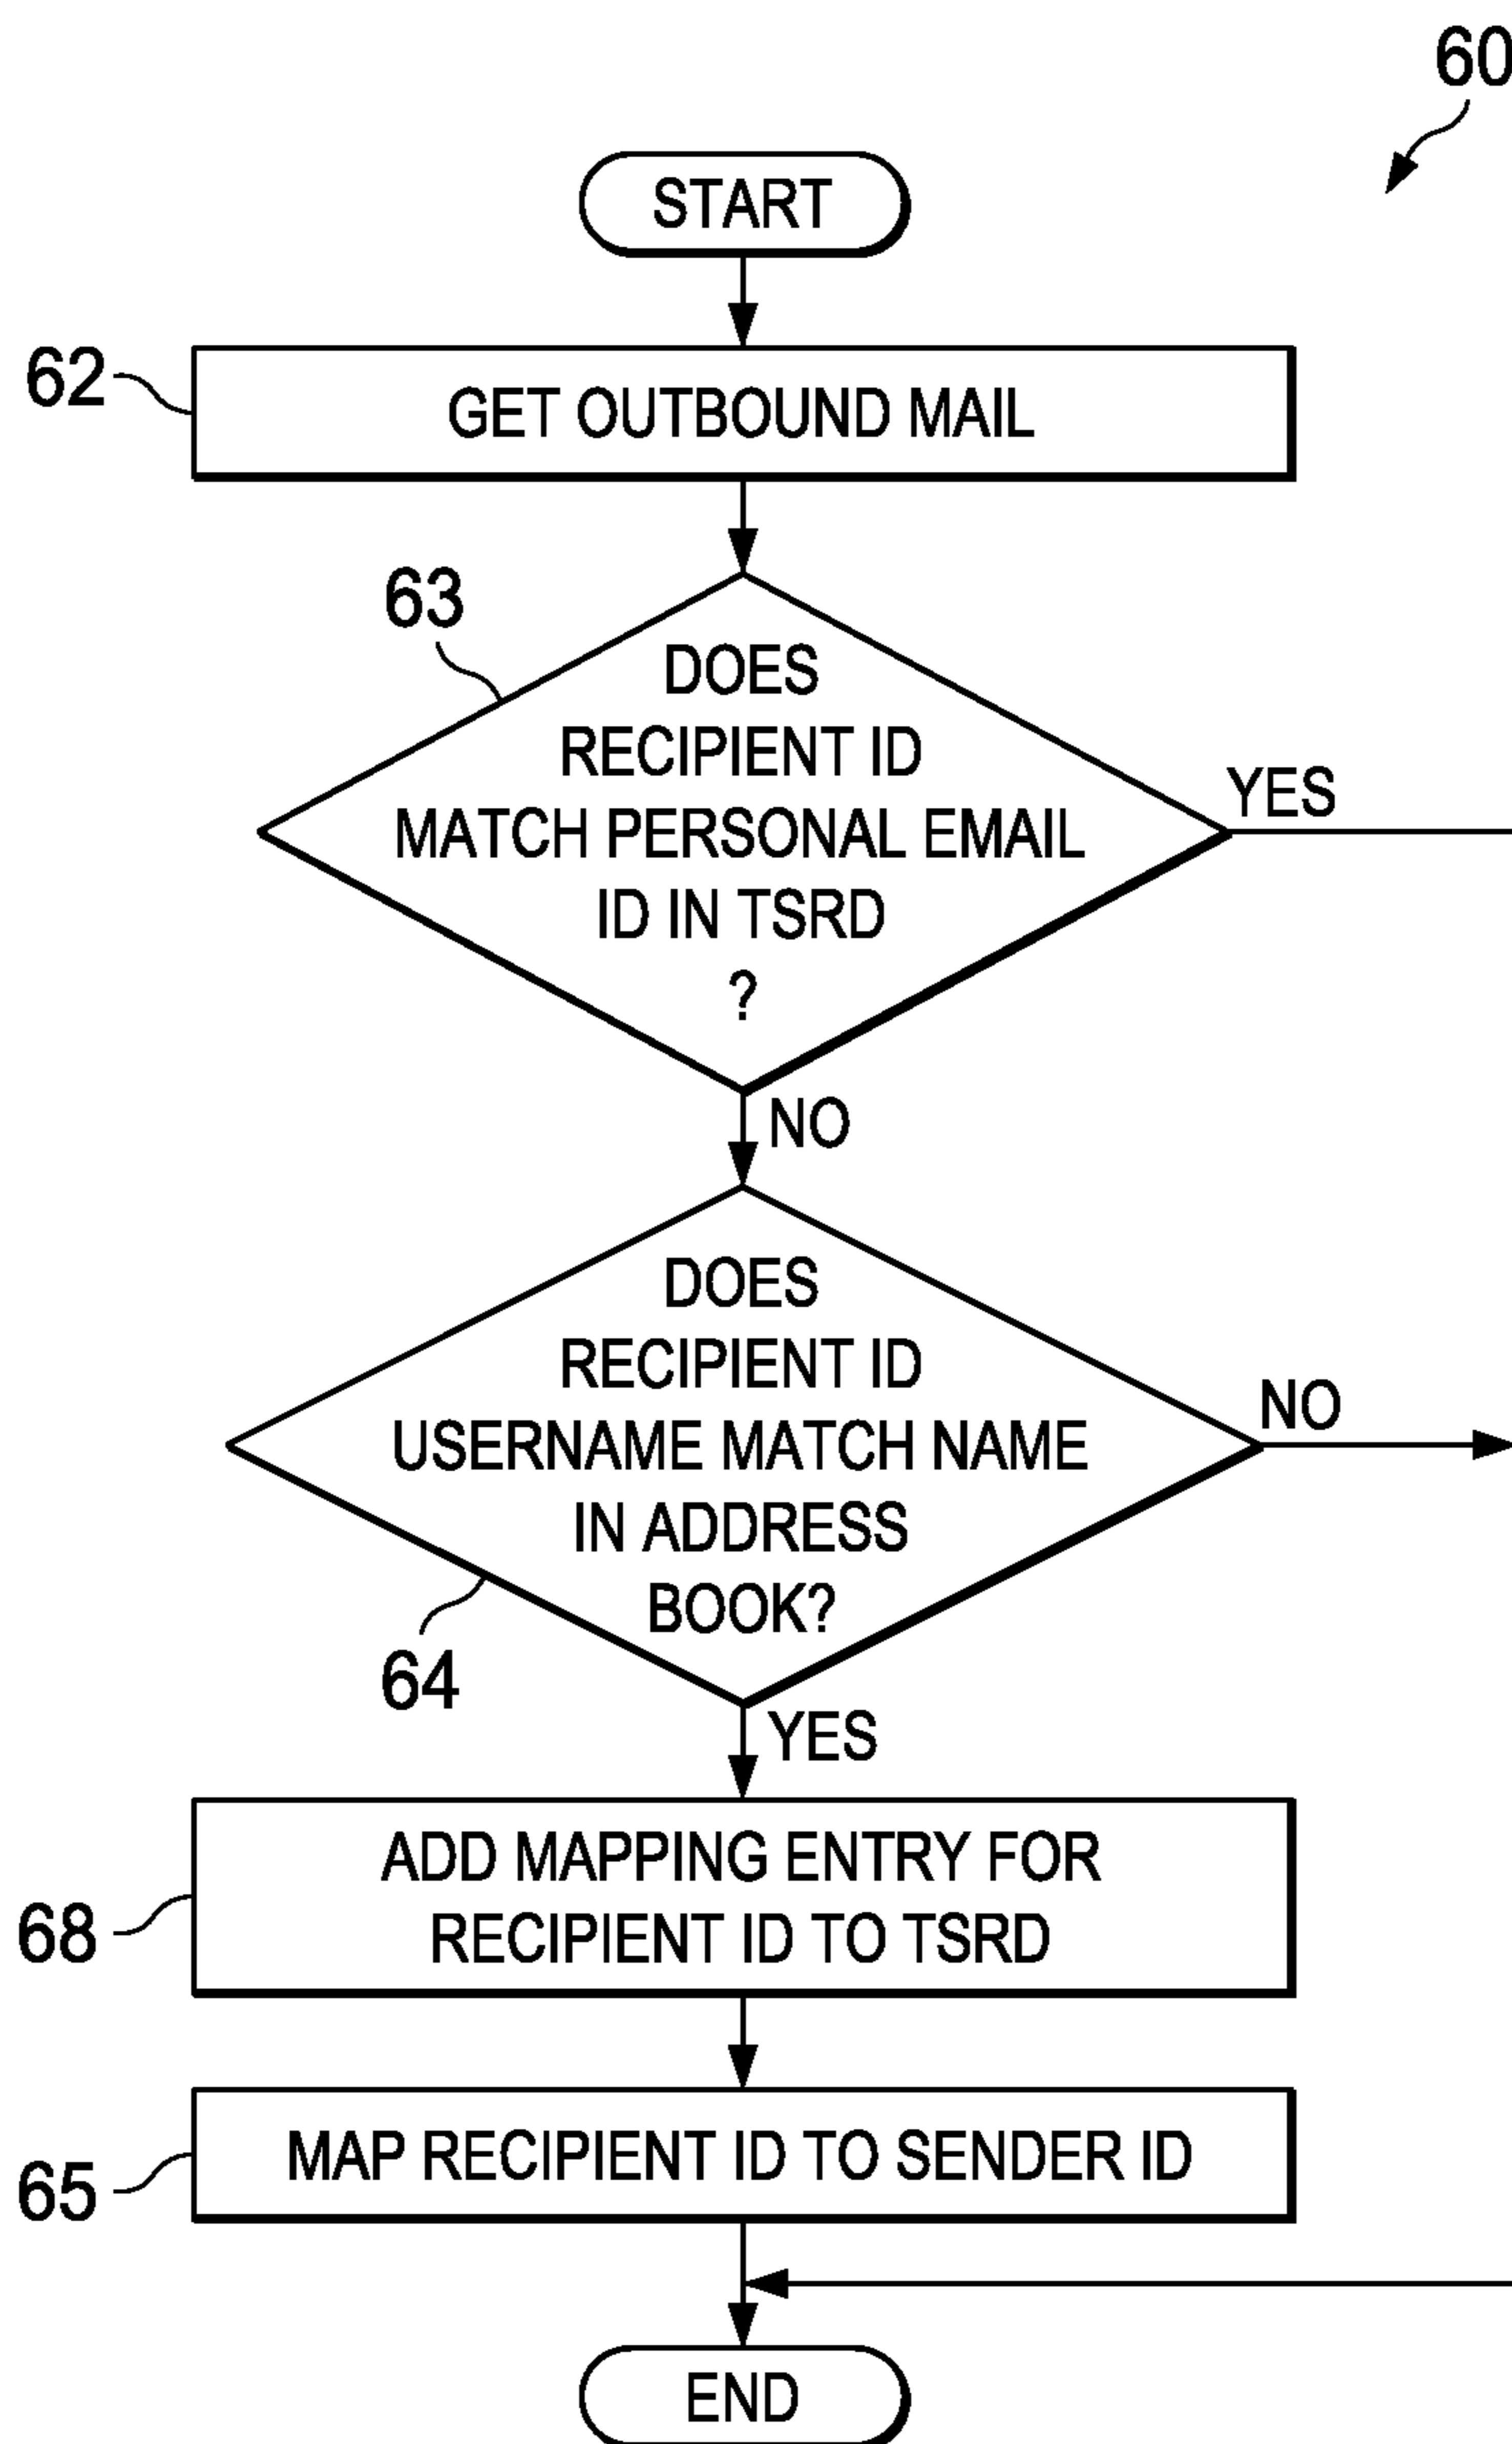 60
START
62
GET OUTBOUND MAIL
63
DOES
RECIPIENT ID
MATCH PERSONAL EMAIL
ID IN TSRD
?
YES
NO
DOES
RECIPIENT ID
USERNAME MATCH NAME
IN ADDRESS
BOOK?
NO
64
YES
68
ADD MAPPING ENTRY FOR
RECIPIENT ID TO TSRD
65
MAP RECIPIENT ID TO SENDER ID
END